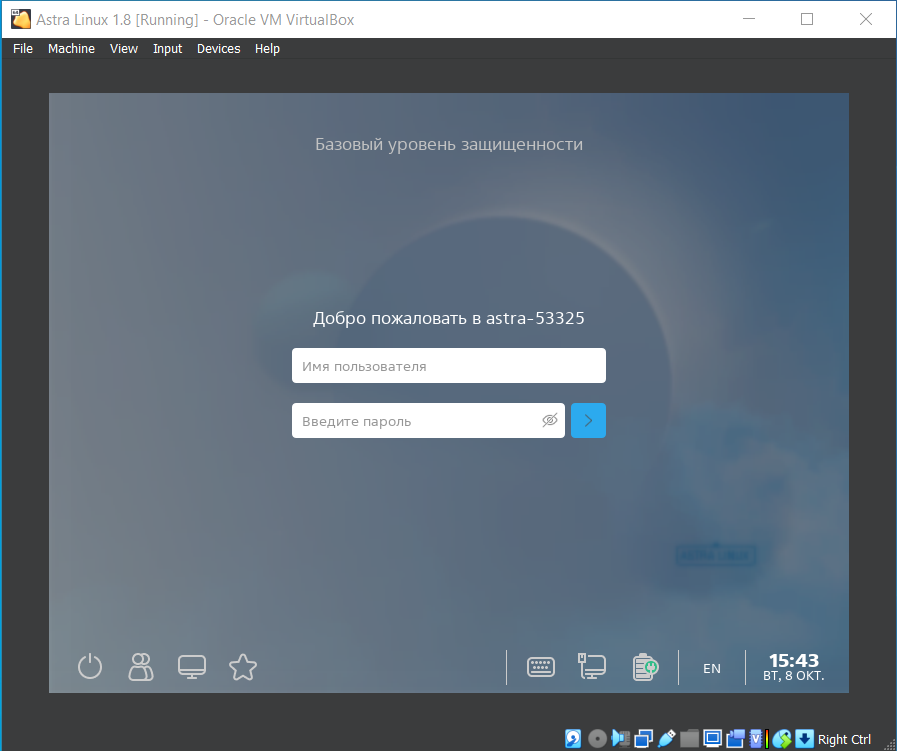 Astra Linux 1.8 [Running] - Oracle VM VirtualBox
File Machine View Input Devices Help
Базовый уровень защищенности
Добро пожаловать в astra-53325
Имя пользователя
Введите пароль
ASTRA LINUX
EN
15:43
ВТ, 8 ОКТ.
Right Ctrl